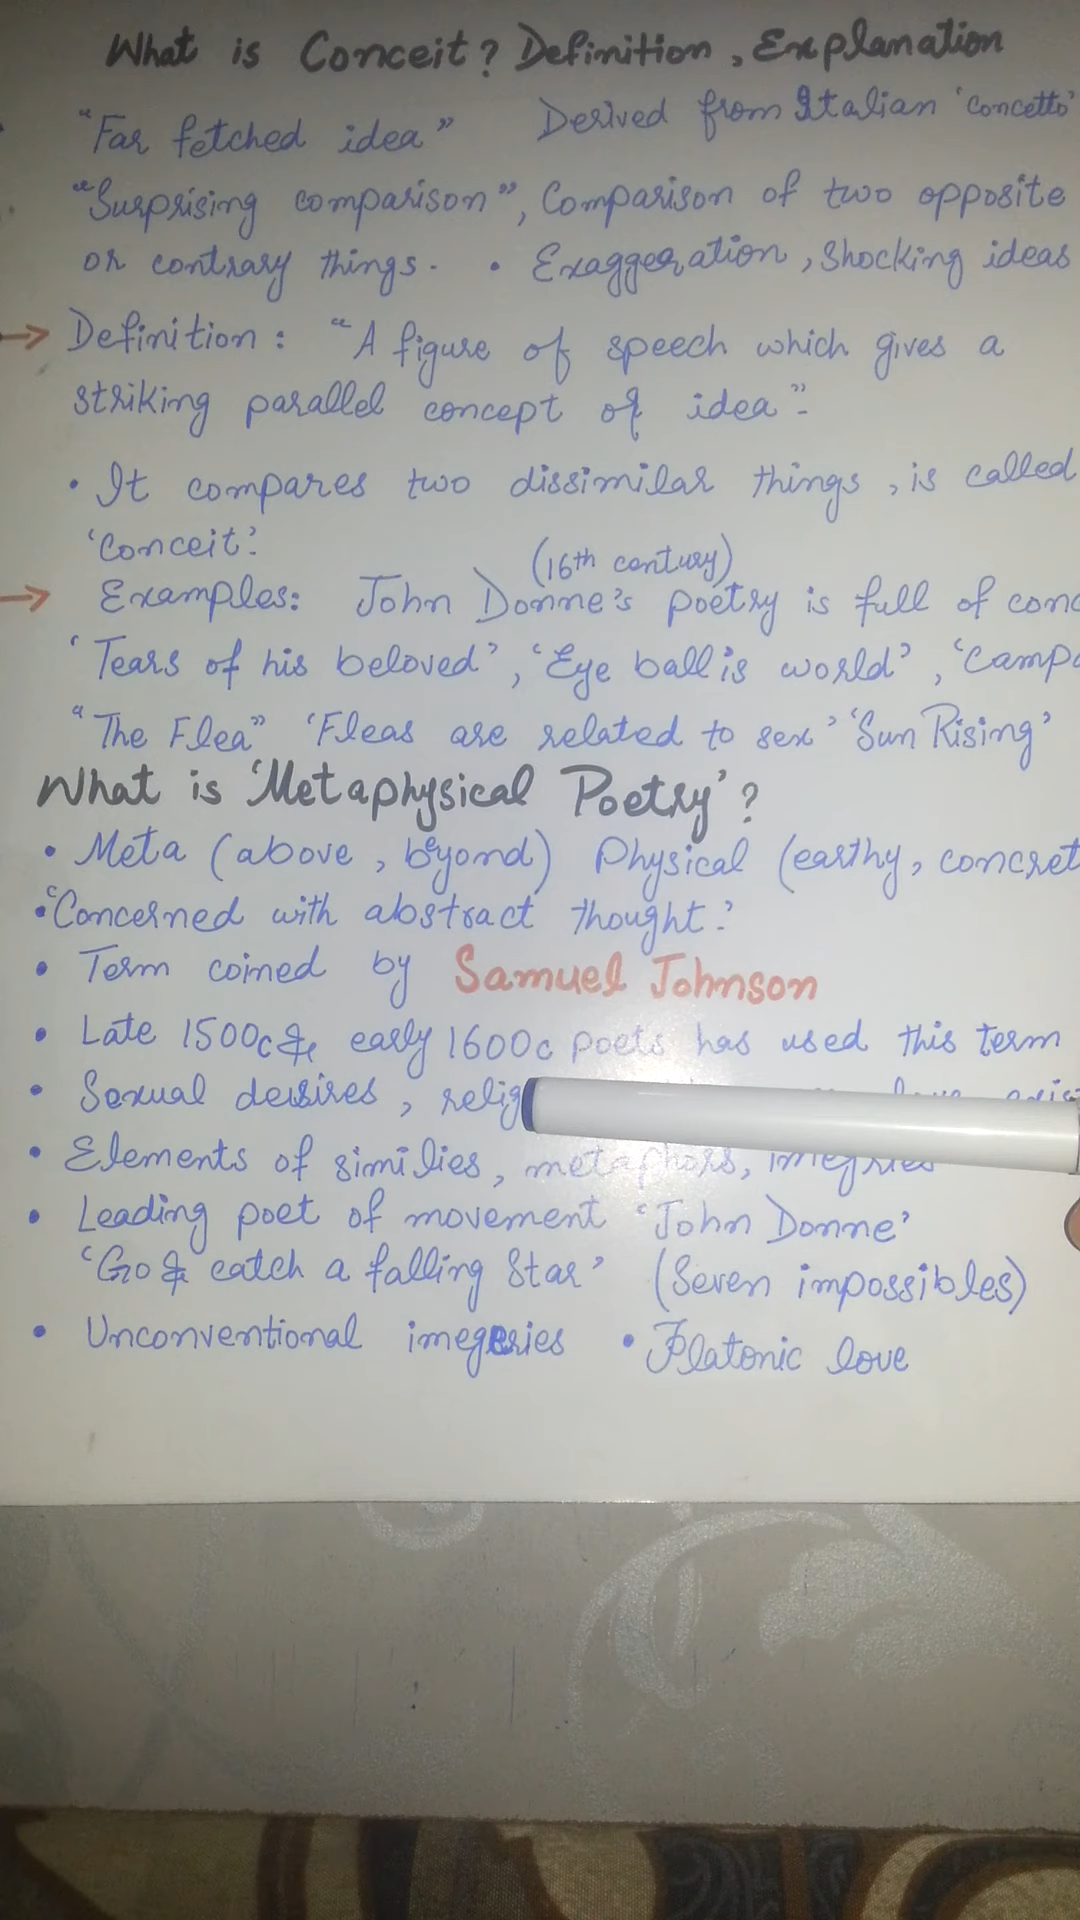 What is Conceit? Definition, Explanation
"Far fetched idea" Derived from Italian 'concetto'
"Surprising comparison", Comparison of two opposite
or contrary things. • Exaggeration, Shocking ideas
→ Definition: "A figure of speech which gives a
striking parallel concept of idea".
• It compares two dissimilar things, is called
'Conceit'.
(16th century)
→ Examples: John Donne's poetry is full of
'Tears of his beloved', 'Eye ball is world',
"The Flea" 'Fleas are related to sex' 'Sun Rising'
What is 'Metaphysical Poetry'?
• Meta (above, beyond) Physical (earthy,
• 'Concerned with abstract thought.'
• Term coined by Samuel Johnson
• Late 1500c & early 1600c poets has used this term
• Sexual desires,
• Elements of similies, metaphors,
• Leading poet of movement 'John Donne'
'Go & catch a falling Star' (Seven impossibles)
• Unconventional imegeries • Platonic love